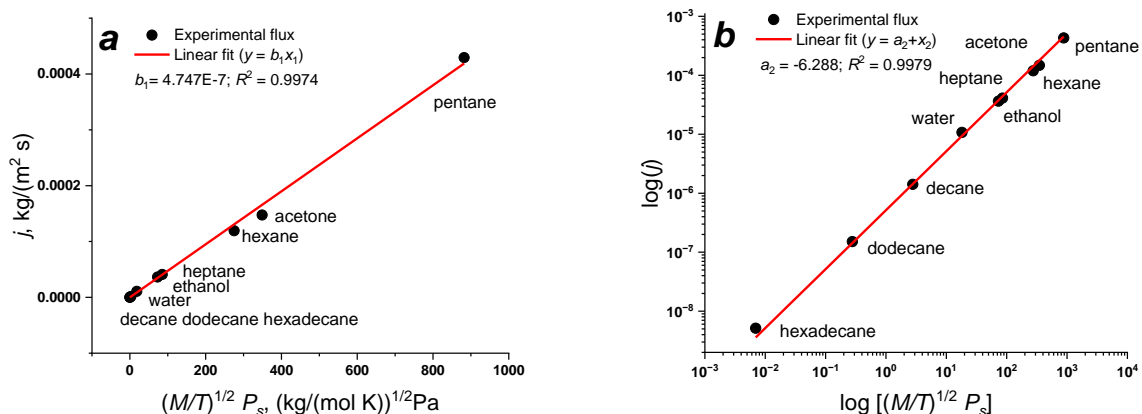 a
Experimental flux
Linear fit (y = b₁x₁)
b₁= 4.747E-7; R² = 0.9974
0.0004
0.0002
0.0000
j, kg/(m² s)
pentane
acetone
hexane
heptane
ethanol
water
decane dodecane hexadecane
0 200 400 600 800 1000
(M/T)^1/2 Pₛ, (kg/(mol K))^1/2Pa
b
Experimental flux
Linear fit (y = a₂+x₂)
a₂ = -6.288; R² = 0.9979
10⁻³
10⁻⁴
10⁻⁵
10⁻⁶
10⁻⁷
10⁻⁸
log(j)
acetone
pentane
heptane
hexane
ethanol
water
decane
dodecane
hexadecane
10⁻³ 10⁻² 10⁻¹ 10⁰ 10¹ 10² 10³ 10⁴
log [(M/T)^1/2 Pₛ]